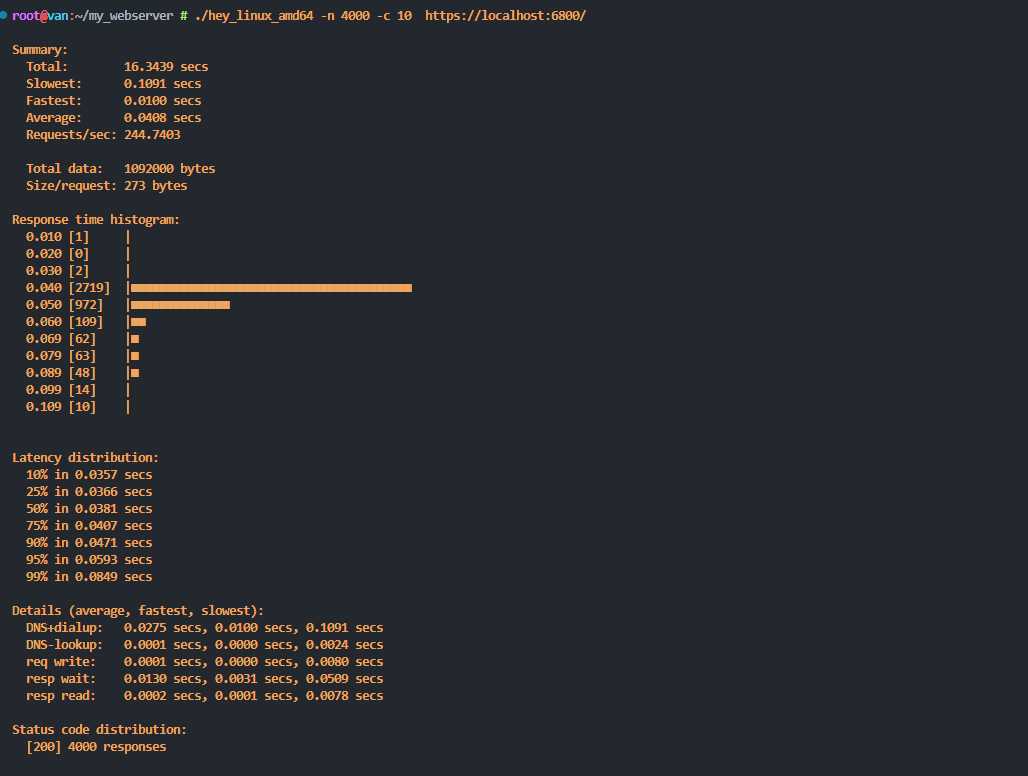 root@van:~/my_webserver # ./hey_linux_amd64 -n 4000 -c 10  https://localhost:6800/
Summary:
  Total:        16.3439 secs
  Slowest:      0.1091 secs
  Fastest:      0.0100 secs
  Average:      0.0408 secs
  Requests/sec: 244.7403
  Total data:   1092000 bytes
  Size/request: 273 bytes
Response time histogram:
  0.010 [1]     |
  0.020 [0]     |
  0.030 [2]     |
  0.040 [2719]  |■■■■■■■■■■■■■■■■■■■■■■■■■■■■■■■■■■■■■■■■
  0.050 [972]   |■■■■■■■■■■■■■■
  0.060 [109]   |■■
  0.069 [62]    |■
  0.079 [63]    |■
  0.089 [48]    |■
  0.099 [14]    |
  0.109 [10]    |
Latency distribution:
  10% in 0.0357 secs
  25% in 0.0366 secs
  50% in 0.0381 secs
  75% in 0.0407 secs
  90% in 0.0471 secs
  95% in 0.0593 secs
  99% in 0.0849 secs
Details (average, fastest, slowest):
  DNS+dialup:   0.0275 secs, 0.0100 secs, 0.1091 secs
  DNS-lookup:   0.0001 secs, 0.0000 secs, 0.0024 secs
  req write:    0.0001 secs, 0.0000 secs, 0.0080 secs
  resp wait:    0.0130 secs, 0.0031 secs, 0.0509 secs
  resp read:    0.0002 secs, 0.0001 secs, 0.0078 secs
Status code distribution:
  [200] 4000 responses